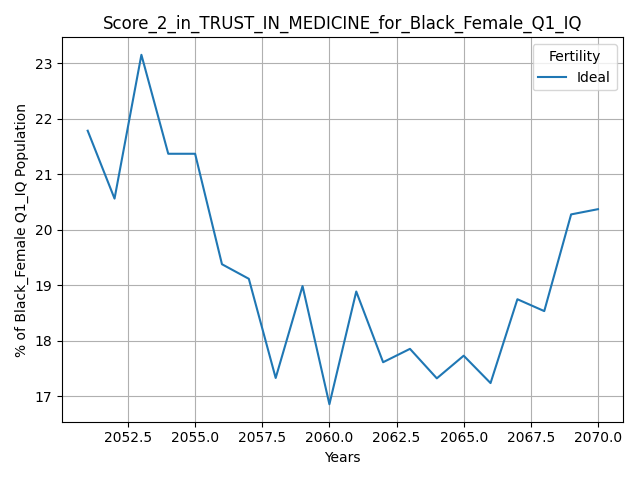 Score_2_in_TRUST_IN_MEDICINE_for_Black_Female_Q1_IQ
Fertility
Ideal
% of Black_Female Q1_IQ Population
23
22
21
20
19
18
17
2052.5 2055.0 2057.5 2060.0 2062.5 2065.0 2067.5 2070.0
Years